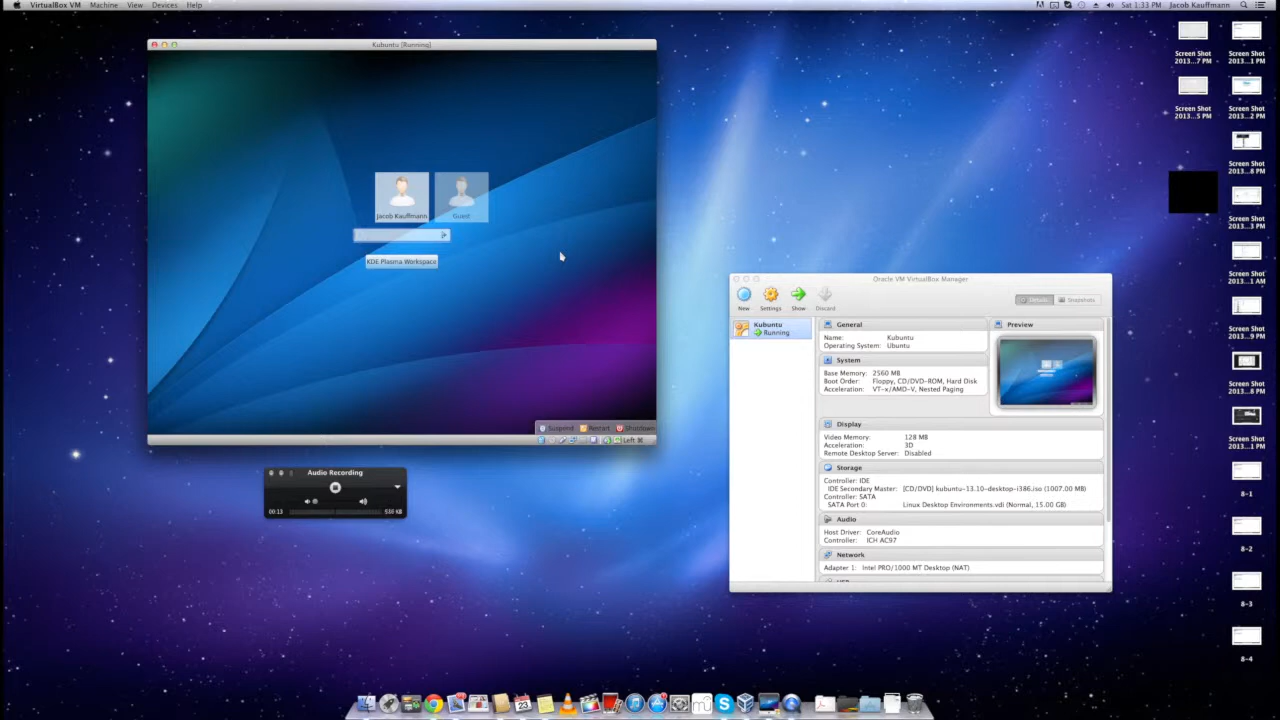 VirtualBox VM Machine View Devices Help
Sat 1:33 PM Jacob Kauffmann
Kubuntu [Running]
Jacob Kauffmann Guest
KDE Plasma Workspace
Suspend Restart Shutdown
Left ⌘
Audio Recording
00:13 538 KB
Oracle VM VirtualBox Manager
New Settings Show Discard
Details Snapshots
Kubuntu
Running
General
Name: Kubuntu
Operating System: Ubuntu
System
Base Memory: 2560 MB
Boot Order: Floppy, CD/DVD-ROM, Hard Disk
Acceleration: VT-x/AMD-V, Nested Paging
Preview
Display
Video Memory: 128 MB
Acceleration: 3D
Remote Desktop Server: Disabled
Storage
Controller: IDE
IDE Secondary Master: [CD/DVD] kubuntu-13.10-desktop-i386.iso (1007.00 MB)
Controller: SATA
SATA Port 0: Linux Desktop Environments.vdi (Normal, 15.00 GB)
Audio
Host Driver: CoreAudio
Controller: ICH AC97
Network
Adapter 1: Intel PRO/1000 MT Desktop (NAT)
Screen Shot
2013...7 PM
Screen Shot
2013...5 PM
Screen Shot
2013...1 PM
Screen Shot
2013...2 PM
Screen Shot
2013...8 PM
Screen Shot
2013...3 PM
Screen Shot
2013...1 AM
Screen Shot
2013...9 PM
Screen Shot
2013...8 PM
Screen Shot
2013...1 PM
8-1
8-2
8-3
8-4
23